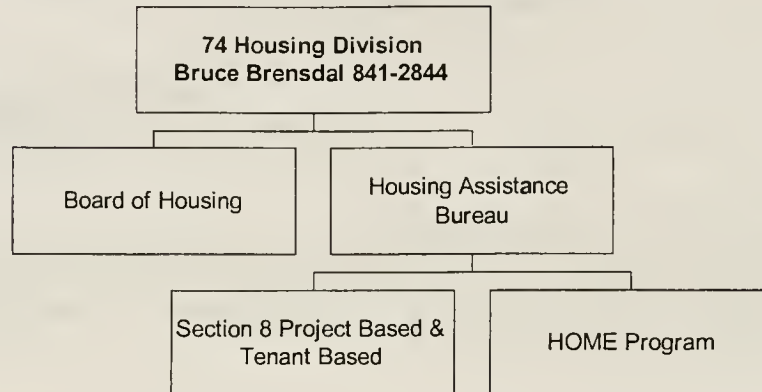 74 Housing Division
Bruce Brensdal 841-2844
Board of Housing
Housing Assistance
Bureau
Section 8 Project Based &
Tenant Based
HOME Program